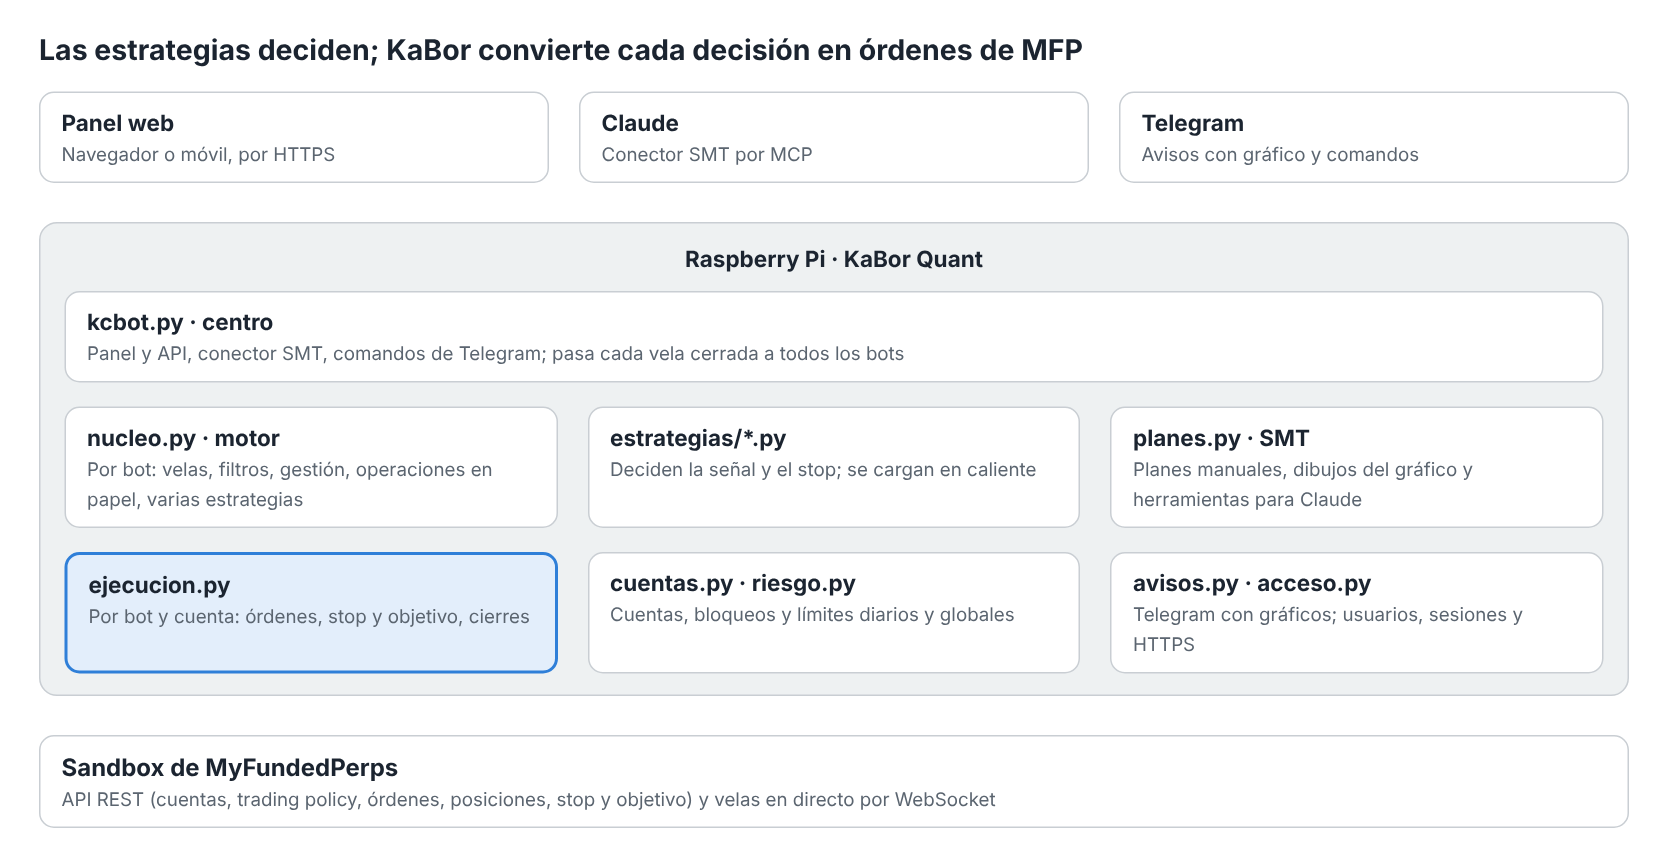 Las estrategias deciden; KaBor convierte cada decisión en órdenes de MFP
Panel web
Navegador o móvil, por HTTPS
Claude
Conector SMT por MCP
Telegram
Avisos con gráfico y comandos
Raspberry Pi · KaBor Quant
kcbot.py · centro
Panel y API, conector SMT, comandos de Telegram; pasa cada vela cerrada a todos los bots
nucleo.py · motor
Por bot: velas, filtros, gestión, operaciones en
papel, varias estrategias
estrategias/*.py
Deciden la señal y el stop; se cargan en caliente
planes.py · SMT
Planes manuales, dibujos del gráfico y
herramientas para Claude
ejecucion.py
Por bot y cuenta: órdenes, stop y objetivo, cierres
cuentas.py · riesgo.py
Cuentas, bloqueos y límites diarios y globales
avisos.py · acceso.py
Telegram con gráficos; usuarios, sesiones y
HTTPS
Sandbox de MyFundedPerps
API REST (cuentas, trading policy, órdenes, posiciones, stop y objetivo) y velas en directo por WebSocket